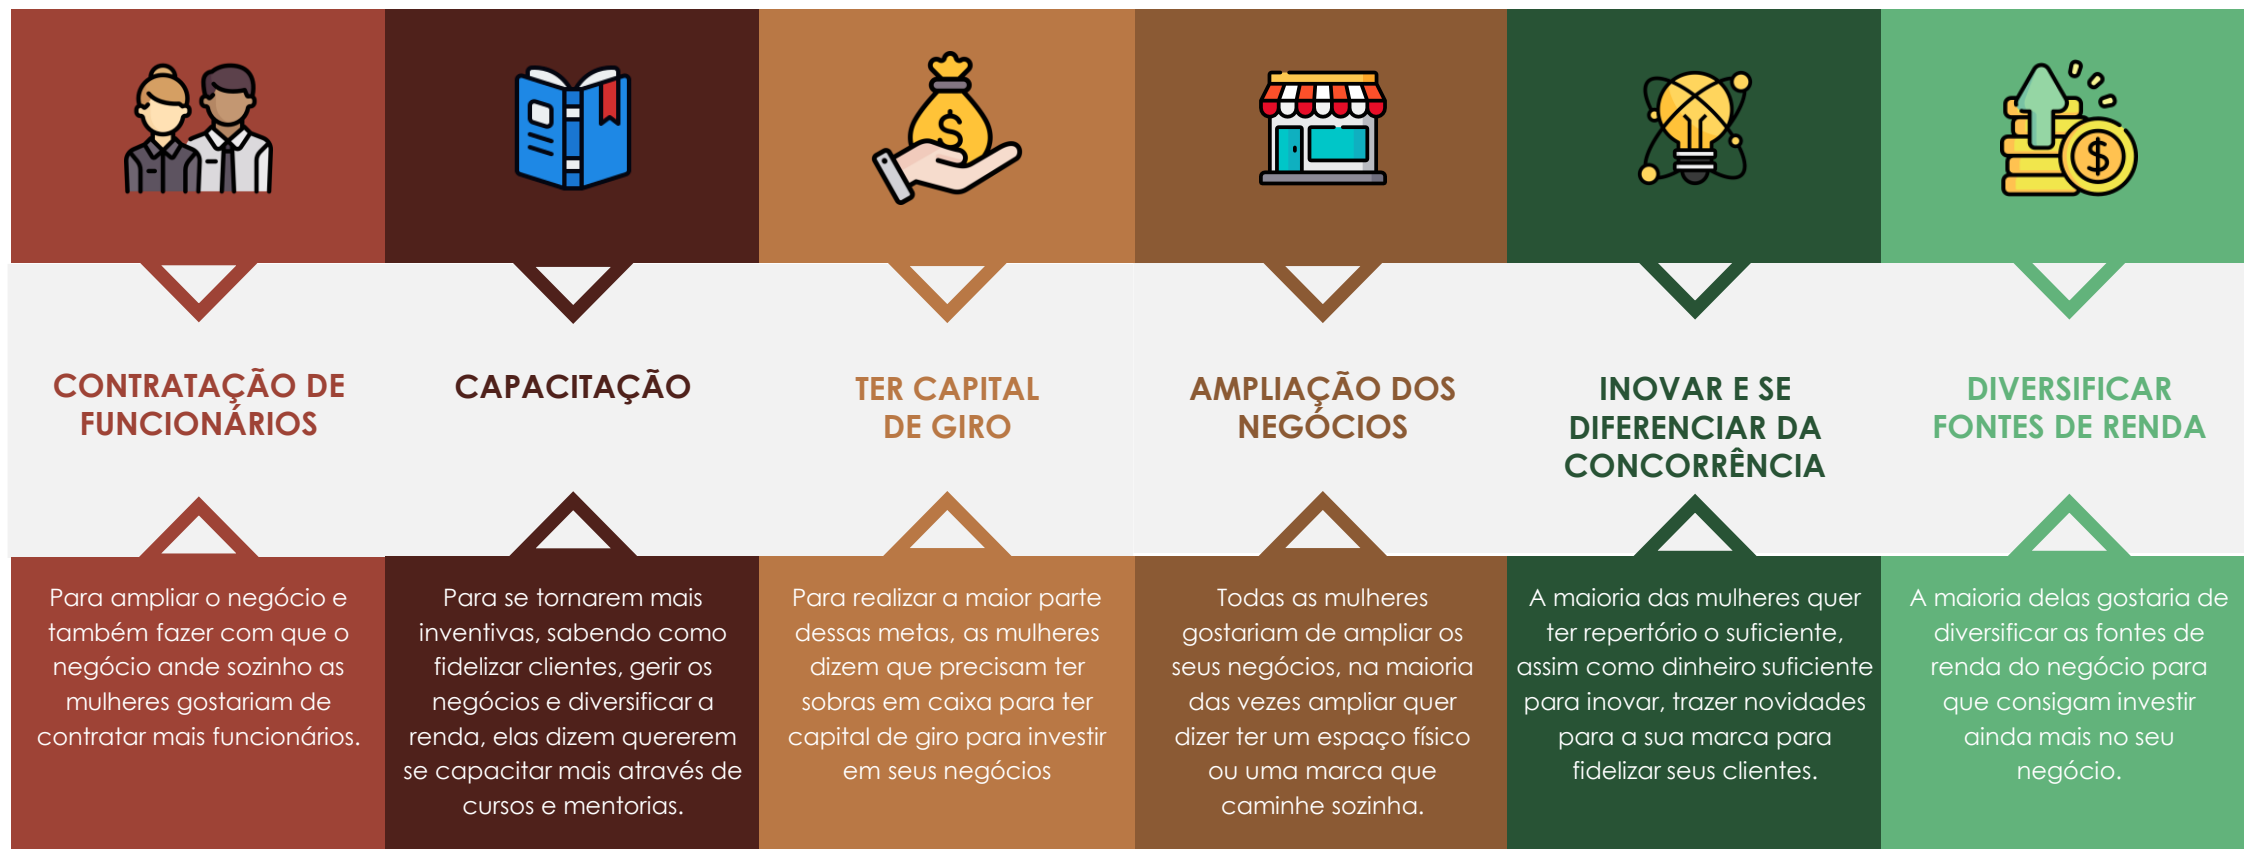 CONTRATAÇÃO DE
FUNCIONÁRIOS
Para ampliar o negócio e
também fazer com que o
negócio ande sozinho as
mulheres gostariam de
contratar mais funcionários.
CAPACITAÇÃO
Para se tornarem mais
inventivas, sabendo como
fidelizar clientes, gerir os
negócios e diversificar a
renda, elas dizem quererem
se capacitar mais através de
cursos e mentorias.
TER CAPITAL
DE GIRO
Para realizar a maior parte
dessas metas, as mulheres
dizem que precisam ter
sobras em caixa para ter
capital de giro para investir
em seus negócios
AMPLIAÇÃO DOS
NEGÓCIOS
Todas as mulheres
gostariam de ampliar os
seus negócios, na maioria
das vezes ampliar quer
dizer ter um espaço físico
ou uma marca que
caminhe sozinha.
INOVAR E SE
DIFERENCIAR DA
CONCORRÊNCIA
A maioria das mulheres quer
ter repertório o suficiente,
assim como dinheiro suficiente
para inovar, trazer novidades
para a sua marca para
fidelizar seus clientes.
DIVERSIFICAR
FONTES DE RENDA
A maioria delas gostaria de
diversificar as fontes de
renda do negócio para
que consigam investir
ainda mais no seu
negócio.